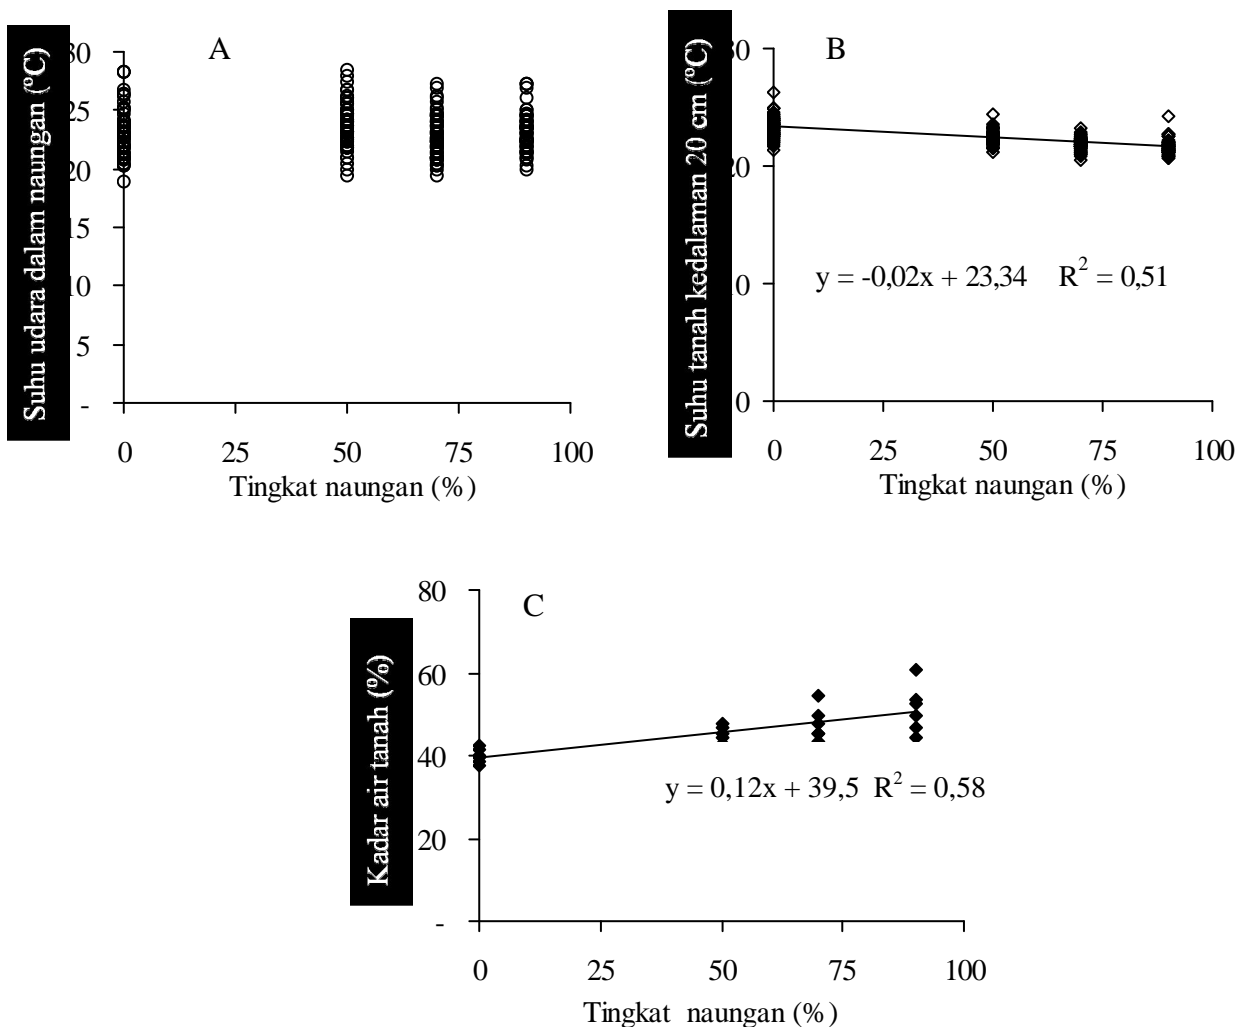 A
Suhu udara dalam naungan (°C)
30
25
20
15
10
5
-
0 25 50 75 100
Tingkat naungan (%)
B
Suhu tanah kedalaman 20 cm (°C)
30
20
10
0
y = -0,02x + 23,34 R² = 0,51
0 25 50 75 100
Tingkat naungan (%)
C
Kadar air tanah (%)
80
60
40
20
-
y = 0,12x + 39,5 R² = 0,58
0 25 50 75 100
Tingkat naungan (%)